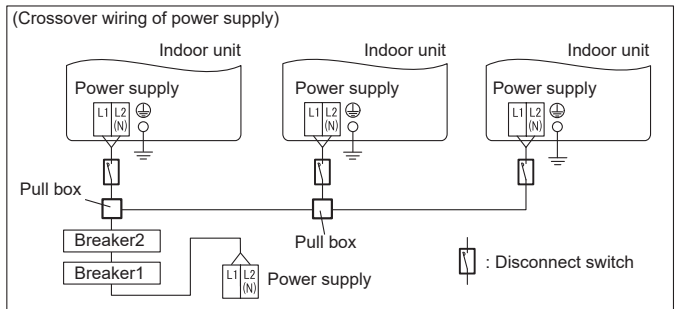 (Crossover wiring of power supply)
Indoor unit
Indoor unit
Indoor unit
Power supply
Power supply
Power supply
L1 L2
(N)
L1 L2
(N)
L1 L2
(N)
Pull box
Pull box
Breaker2
Breaker1
L1 L2
(N)
Power supply
: Disconnect switch